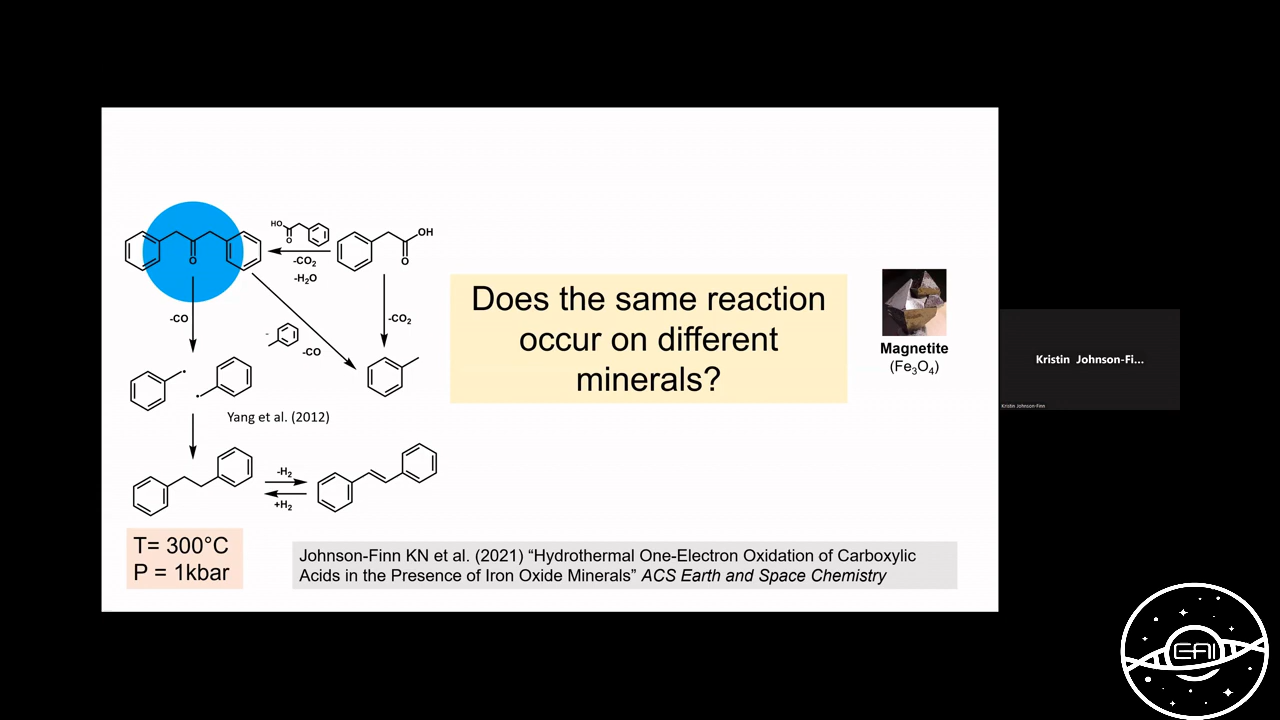 HO
O
OH
-CO₂
-H₂O
O
O
-CO
-CO
-CO₂
-
Yang et al. (2012)
-H₂
+H₂
T= 300°C
P = 1kbar
Does the same reaction
occur on different
minerals?
Magnetite
(Fe₃O₄)
Johnson-Finn KN et al. (2021) “Hydrothermal One-Electron Oxidation of Carboxylic
Acids in the Presence of Iron Oxide Minerals” ACS Earth and Space Chemistry
Kristin Johnson-Fi...
Kristin Johnson-Finn
EAI